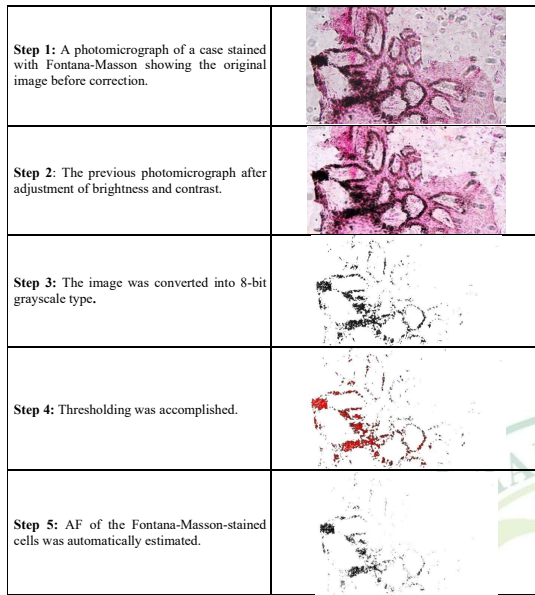 Step 1: A photomicrograph of a case stained
with Fontana-Masson showing the original
image before correction.
Step 2: The previous photomicrograph after
adjustment of brightness and contrast.
Step 3: The image was converted into 8-bit
grayscale type.
Step 4: Thresholding was accomplished.
Step 5: AF of the Fontana-Masson-stained
cells was automatically estimated.